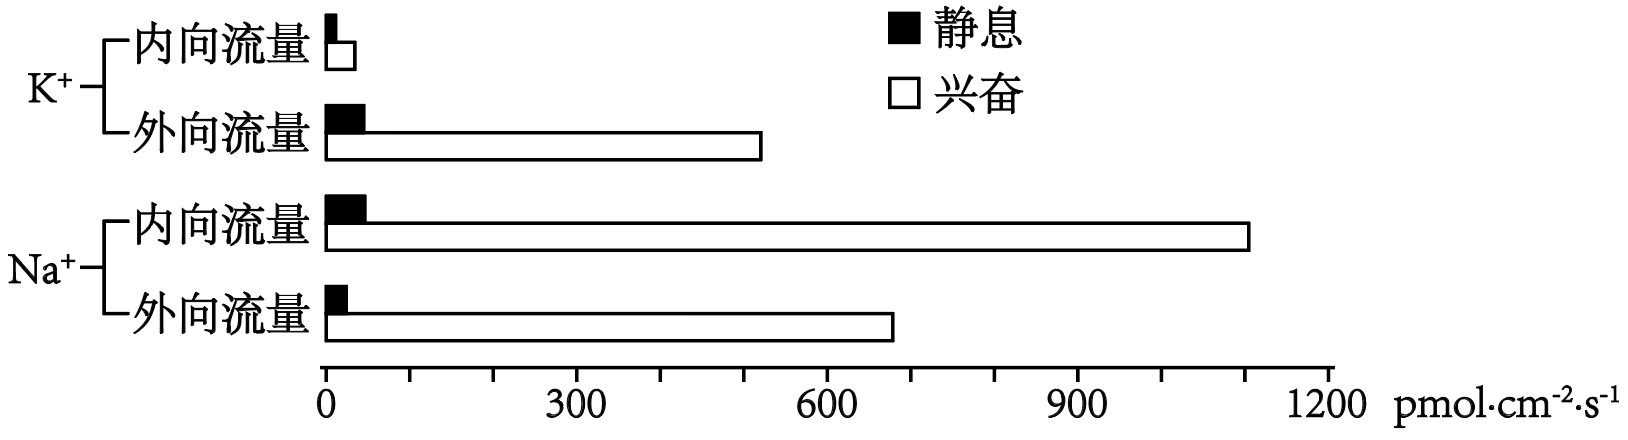 静息
兴奋
K⁺
内向流量
外向流量
Na⁺
内向流量
外向流量
0 300 600 900 1200 pmol·cm⁻²·s⁻¹